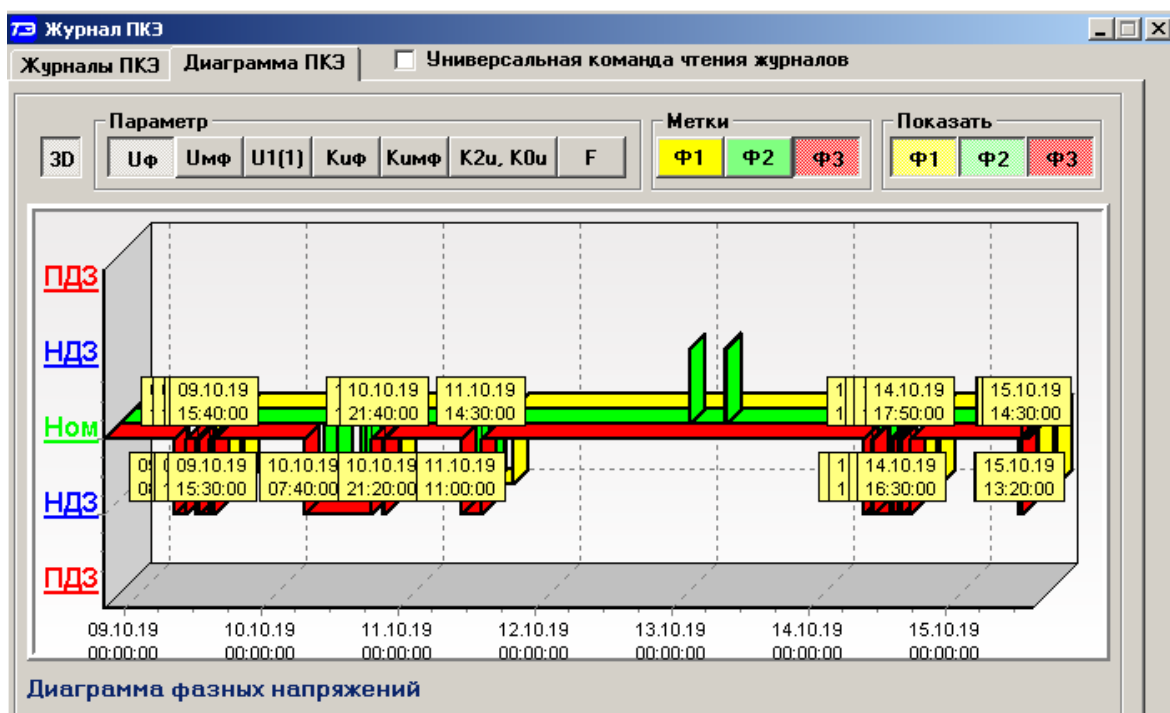 ТЭ Журнал ПКЭ
Журналы ПКЭ Диаграмма ПКЭ Универсальная команда чтения журналов
Параметр Метки Показать
3D Uф Uмф U1(1) Kuф Kuмф K2u, K0u F Ф1 Ф2 Ф3 Ф1 Ф2 Ф3
ПДЗ
НДЗ
09.10.19 10.10.19 11.10.19 14.10.19 15.10.19
15:40:00 21:40:00 14:30:00 17:50:00 14:30:00
Ном
09.10.19 10.10.19 10.10.19 11.10.19 14.10.19 15.10.19
15:30:00 07:40:00 21:20:00 11:00:00 16:30:00 13:20:00
НДЗ
ПДЗ
09.10.19 10.10.19 11.10.19 12.10.19 13.10.19 14.10.19 15.10.19
00:00:00 00:00:00 00:00:00 00:00:00 00:00:00 00:00:00 00:00:00
Диаграмма фазных напряжений